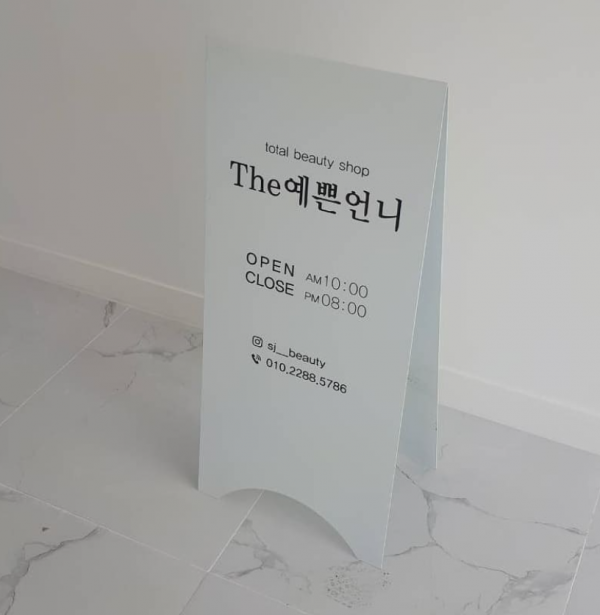 total beauty shop
The예쁜언니
OPEN AM10:00
CLOSE PM08:00
sj__beauty
010.2288.5786